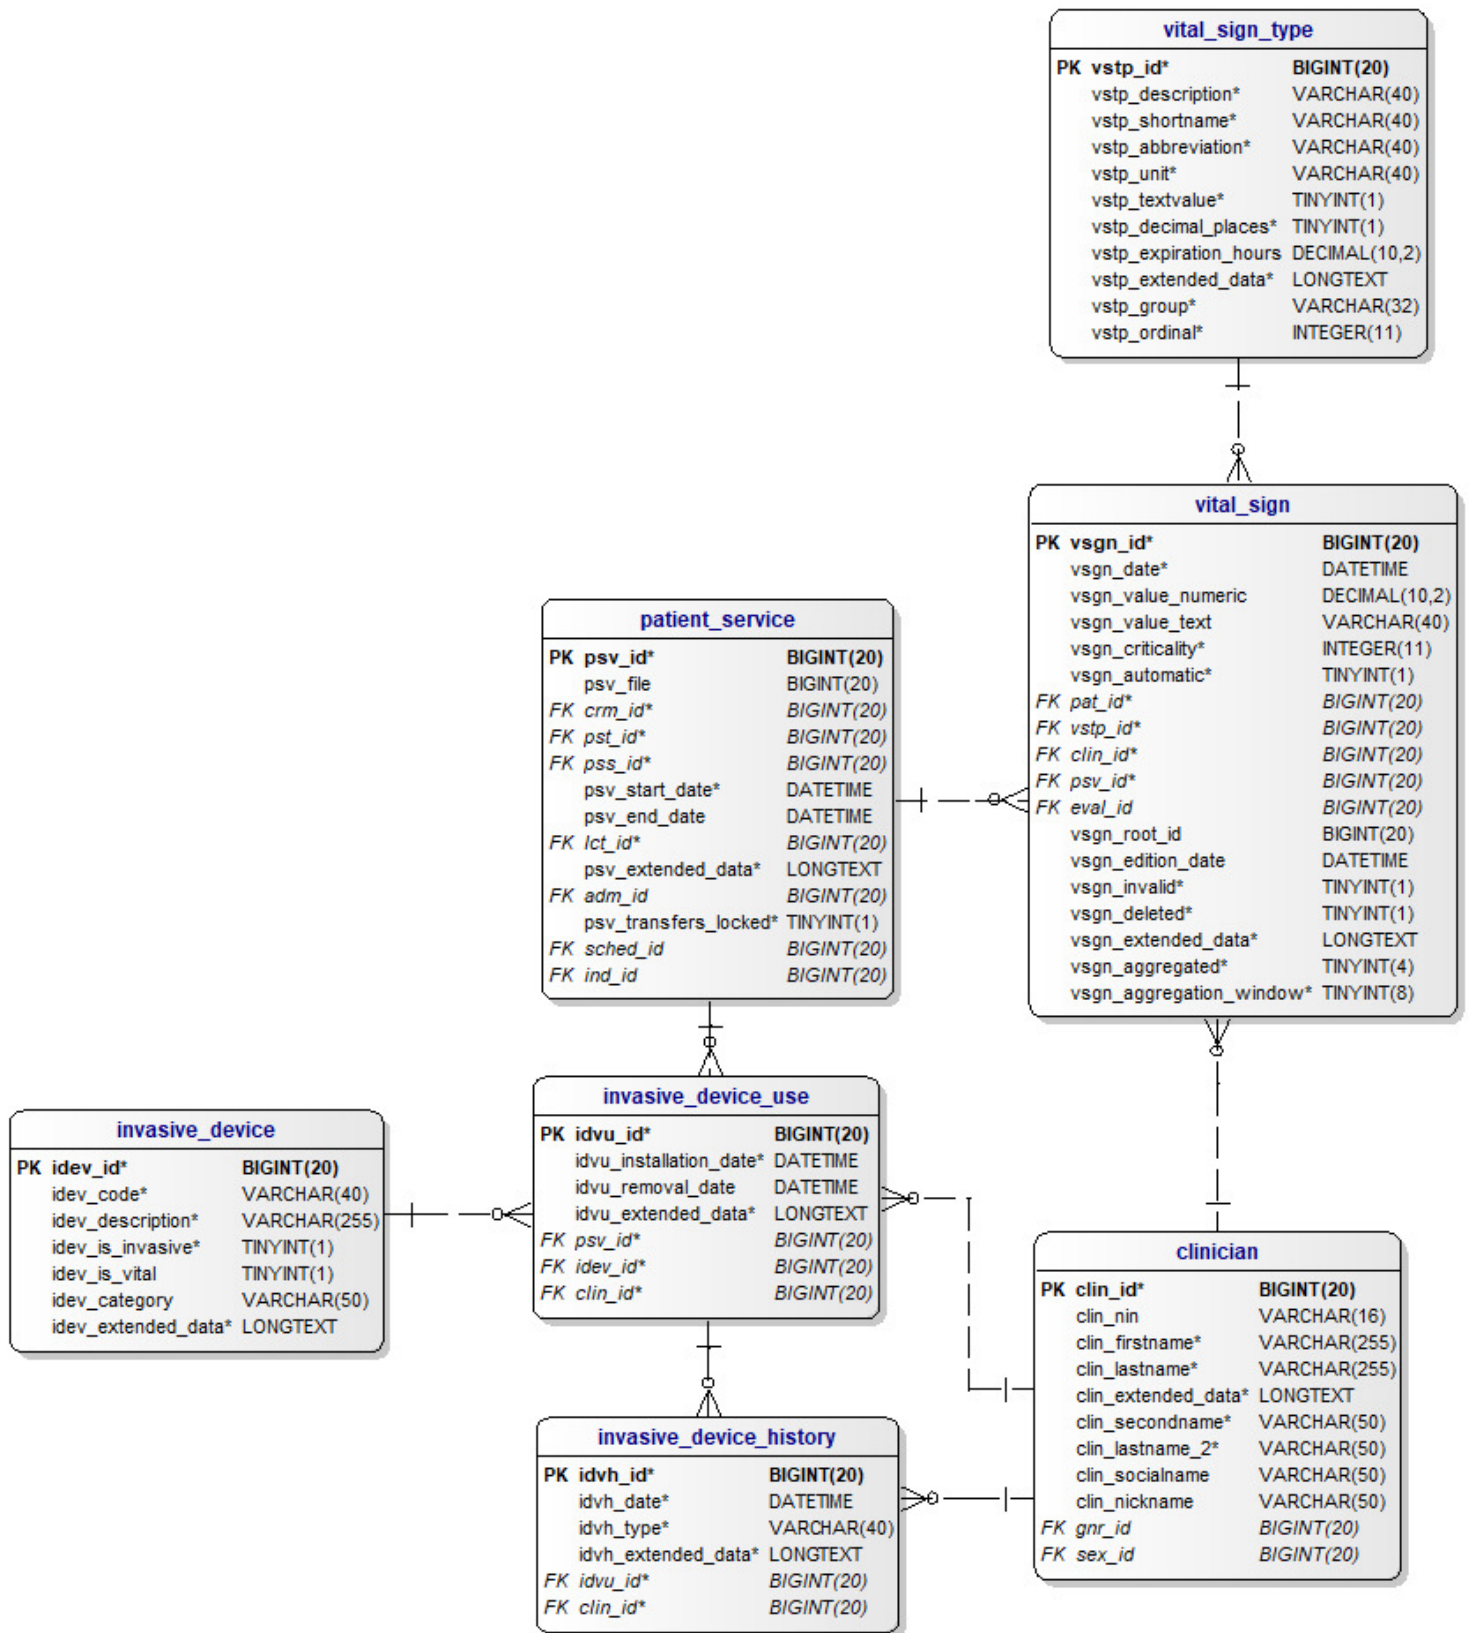 vital_sign_type
PK vstp_id* BIGINT(20)
vstp_description* VARCHAR(40)
vstp_shortname* VARCHAR(40)
vstp_abbreviation* VARCHAR(40)
vstp_unit* VARCHAR(40)
vstp_textvalue* TINYINT(1)
vstp_decimal_places* TINYINT(1)
vstp_expiration_hours DECIMAL(10,2)
vstp_extended_data* LONGTEXT
vstp_group* VARCHAR(32)
vstp_ordinal* INTEGER(11)
vital_sign
PK vsgn_id* BIGINT(20)
vsgn_date* DATETIME
vsgn_value_numeric DECIMAL(10,2)
vsgn_value_text VARCHAR(40)
vsgn_criticality* INTEGER(11)
vsgn_automatic* TINYINT(1)
FK pat_id* BIGINT(20)
FK vstp_id* BIGINT(20)
FK clin_id* BIGINT(20)
FK psv_id* BIGINT(20)
FK eval_id BIGINT(20)
vsgn_root_id BIGINT(20)
vsgn_edition_date DATETIME
vsgn_invalid* TINYINT(1)
vsgn_deleted* TINYINT(1)
vsgn_extended_data* LONGTEXT
vsgn_aggregated* TINYINT(4)
vsgn_aggregation_window* TINYINT(8)
patient_service
PK psv_id* BIGINT(20)
psv_file BIGINT(20)
FK crm_id* BIGINT(20)
FK pst_id* BIGINT(20)
FK pss_id* BIGINT(20)
psv_start_date* DATETIME
psv_end_date DATETIME
FK lct_id* BIGINT(20)
psv_extended_data* LONGTEXT
FK adm_id BIGINT(20)
psv_transfers_locked* TINYINT(1)
FK sched_id BIGINT(20)
FK ind_id BIGINT(20)
invasive_device_use
PK idvu_id* BIGINT(20)
idvu_installation_date* DATETIME
idvu_removal_date DATETIME
idvu_extended_data* LONGTEXT
FK psv_id* BIGINT(20)
FK idev_id* BIGINT(20)
FK clin_id* BIGINT(20)
invasive_device
PK idev_id* BIGINT(20)
idev_code* VARCHAR(40)
idev_description* VARCHAR(255)
idev_is_invasive* TINYINT(1)
idev_is_vital TINYINT(1)
idev_category VARCHAR(50)
idev_extended_data* LONGTEXT
clinician
PK clin_id* BIGINT(20)
clin_nin VARCHAR(16)
clin_firstname* VARCHAR(255)
clin_lastname* VARCHAR(255)
clin_extended_data* LONGTEXT
clin_secondname* VARCHAR(50)
clin_lastname_2* VARCHAR(50)
clin_socialname VARCHAR(50)
clin_nickname VARCHAR(50)
FK gnr_id BIGINT(20)
FK sex_id BIGINT(20)
invasive_device_history
PK idvh_id* BIGINT(20)
idvh_date* DATETIME
idvh_type* VARCHAR(40)
idvh_extended_data* LONGTEXT
FK idvu_id* BIGINT(20)
FK clin_id* BIGINT(20)